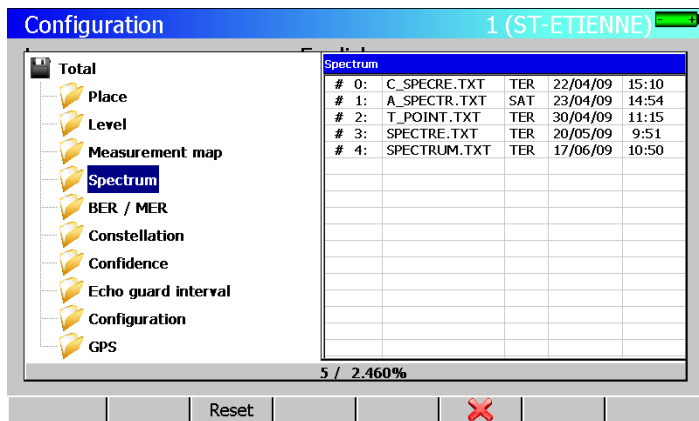 Configuration 1 (ST-ETIENNE)
Total
Place
Level
Measurement map
Spectrum
BER / MER
Constellation
Confidence
Echo guard interval
Configuration
GPS
Spectrum
# 0: C_SPECRE.TXT TER 22/04/09 15:10
# 1: A_SPECTR.TXT SAT 23/04/09 14:54
# 2: T_POINT.TXT TER 30/04/09 11:15
# 3: SPECTRE.TXT TER 20/05/09 9:51
# 4: SPECTRUM.TXT TER 17/06/09 10:50
5 / 2.460%
Reset